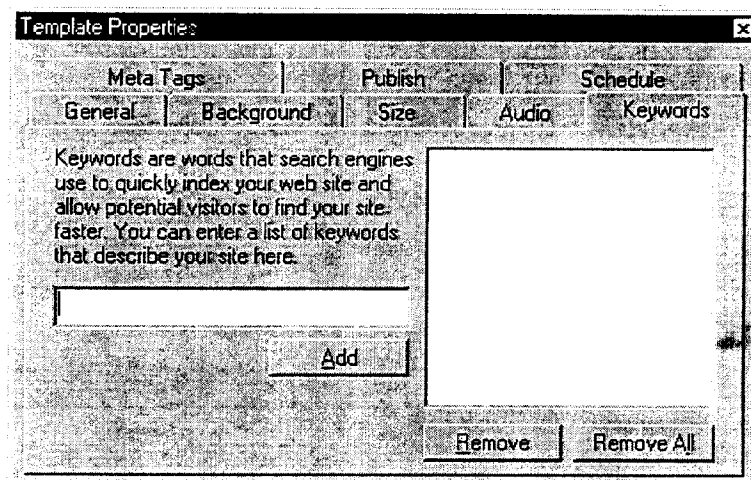 Template Properties
Meta Tags Publish Schedule
General Background Size Audio Keywords
Keywords are words that search engines
use to quickly index your web site and
allow potential visitors to find your site
faster. You can enter a list of keywords
that describe your site here.
Add
Remove Remove All